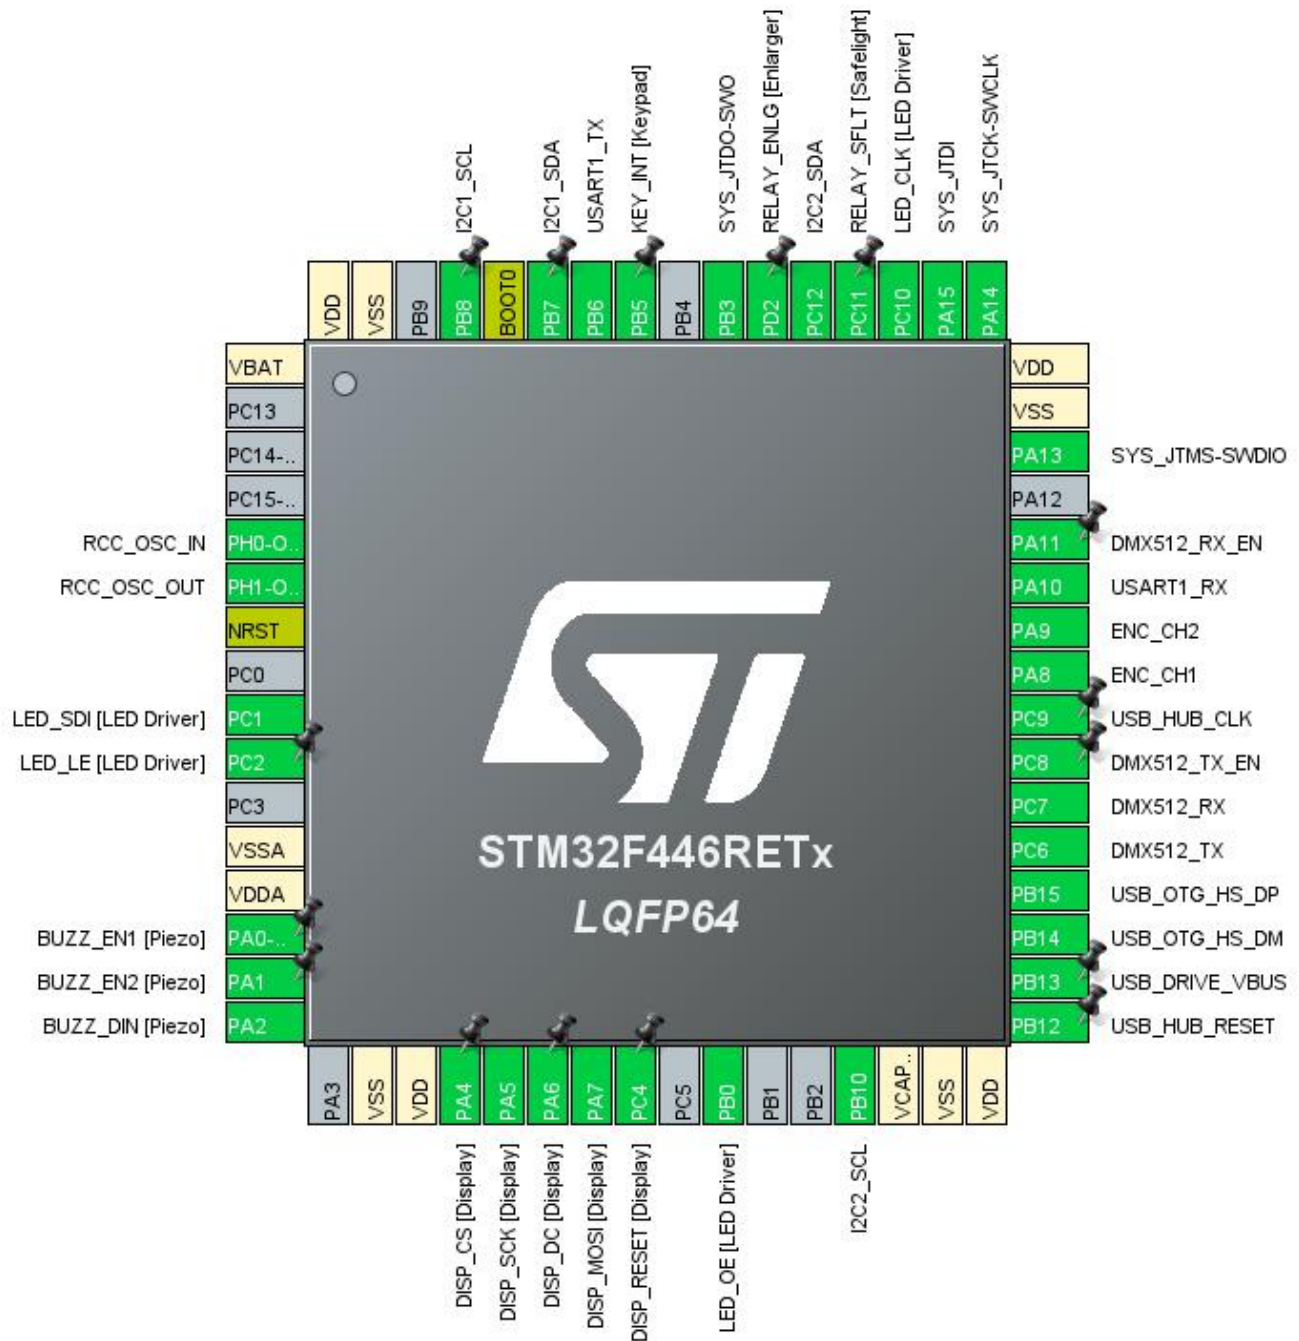 I2C1_SCL
I2C1_SDA
USART1_TX
KEY_INT [Keypad]
SYS_JTDO-SWO
RELAY_ENLG [Enlarger]
I2C2_SDA
RELAY_SFLT [Safelight]
LED_CLK [LED Driver]
SYS_JTDI
SYS_JTCK-SWCLK
VDD
VSS
PB9
PB8
BOOT0
PB7
PB6
PB5
PB4
PB3
PD2
PC12
PC11
PC10
PA15
PA14
VBAT
PC13
PC14-..
PC15-..
RCC_OSC_IN PH0-O..
RCC_OSC_OUT PH1-O..
NRST
PC0
LED_SDI [LED Driver] PC1
LED_LE [LED Driver] PC2
PC3
VSSA
VDDA
BUZZ_EN1 [Piezo] PA0-..
BUZZ_EN2 [Piezo] PA1
BUZZ_DIN [Piezo] PA2
STM32F446RETx
LQFP64
VDD
VSS
PA13 SYS_JTMS-SWDIO
PA12
PA11 DMX512_RX_EN
PA10 USART1_RX
PA9 ENC_CH2
PA8 ENC_CH1
PC9 USB_HUB_CLK
PC8 DMX512_TX_EN
PC7 DMX512_RX
PC6 DMX512_TX
PB15 USB_OTG_HS_DP
PB14 USB_OTG_HS_DM
PB13 USB_DRIVE_VBUS
PB12 USB_HUB_RESET
PA3
VSS
VDD
PA4
PA5
PA6
PA7
PC4
PC5
PB0
PB1
PB2
PB10
VCAP..
VSS
VDD
DISP_CS [Display]
DISP_SCK [Display]
DISP_DC [Display]
DISP_MOSI [Display]
DISP_RESET [Display]
LED_OE [LED Driver]
I2C2_SCL